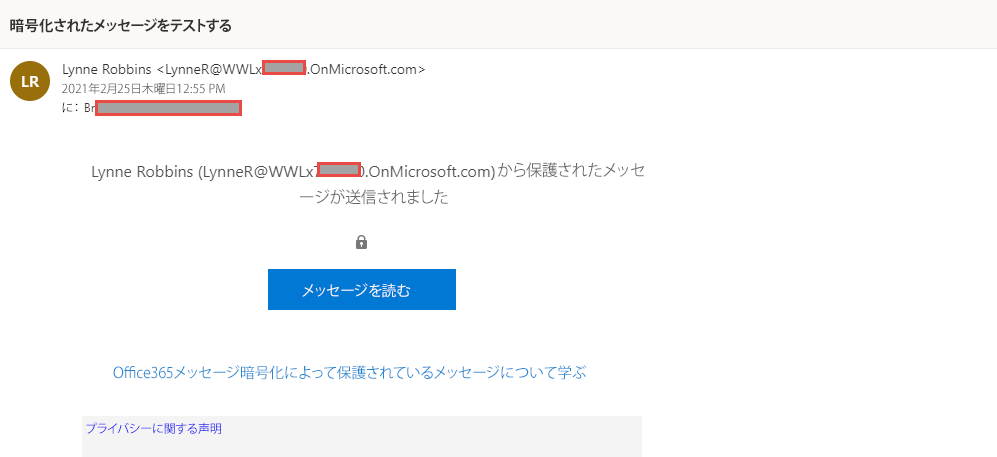 暗号化されたメッセージをテストする
LR
Lynne Robbins <LynneR@WWLx .OnMicrosoft.com>
2021年2月25日木曜日12:55 PM
に： Br
Lynne Robbins (LynneR@WWLx .OnMicrosoft.com)から保護されたメッセ
ージが送信されました
メッセージを読む
Office365メッセージ暗号化によって保護されているメッセージについて学ぶ
プライバシーに関する声明